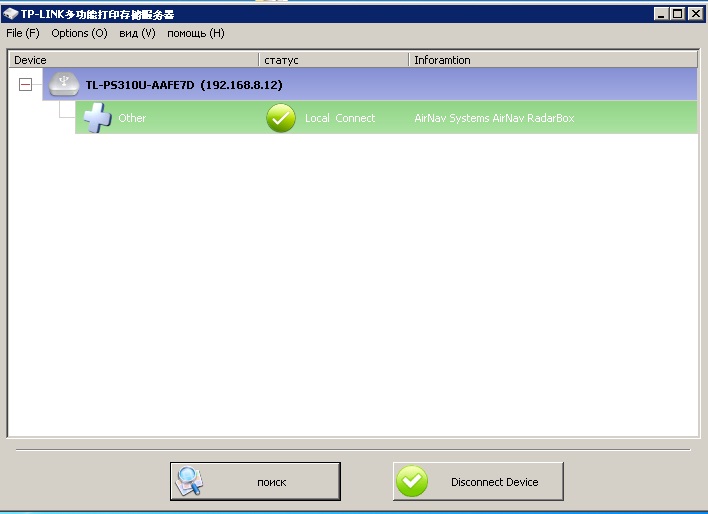 TP-LINK多功能打印存储服务器
File (F) Options (O) вид (V) помощь (H)
Device статус Inforamtion
TL-PS310U-AAFE7D (192.168.8.12)
Other Local Connect AirNav Systems AirNav RadarBox
поиск Disconnect Device